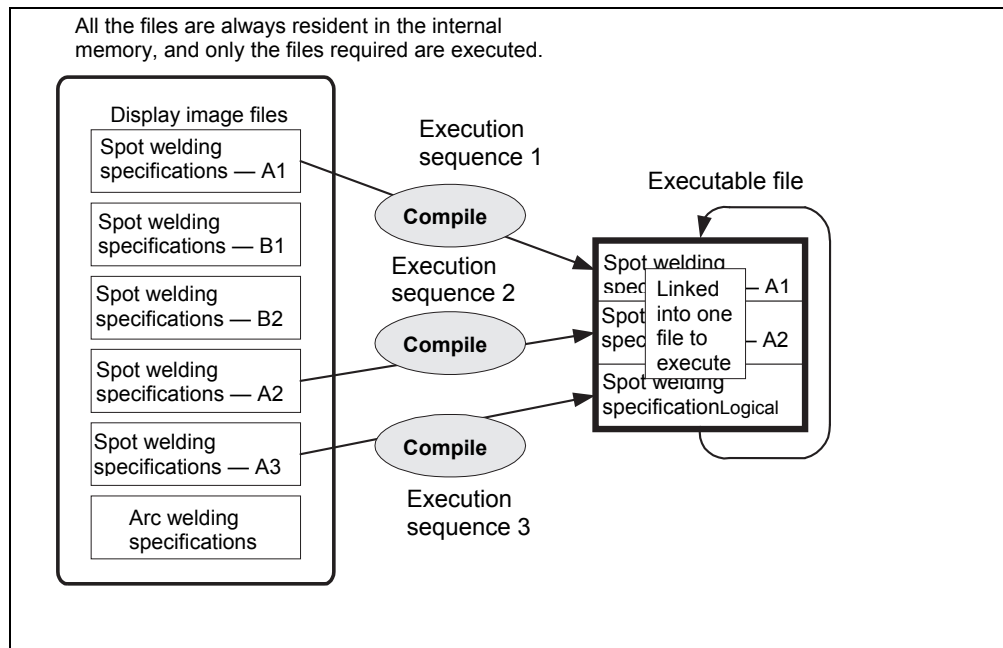 All the files are always resident in the internal
memory, and only the files required are executed.
Display image files
Spot welding
specifications — A1
Spot welding
specifications — B1
Spot welding
specifications — B2
Spot welding
specifications — A2
Spot welding
specifications — A3
Arc welding
specifications
Execution
sequence 1
Compile
Execution
sequence 2
Compile
Compile
Execution
sequence 3
Executable file
Spot welding
— A1
Spot
— A2
Linked
into one
file to
execute
Spot welding
specificationLogical